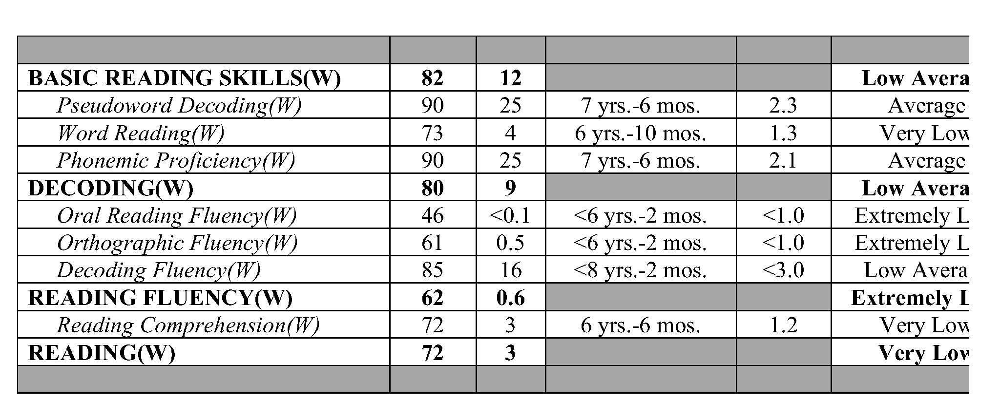 BASIC READING SKILLS(W) 82 12 Low Avera
Pseudoword Decoding(W) 90 25 7 yrs.-6 mos. 2.3 Average
Word Reading(W) 73 4 6 yrs.-10 mos. 1.3 Very Low
Phonemic Proficiency(W) 90 25 7 yrs.-6 mos. 2.1 Average
DECODING(W) 80 9 Low Avera
Oral Reading Fluency(W) 46 <0.1 <6 yrs.-2 mos. <1.0 Extremely L
Orthographic Fluency(W) 61 0.5 <6 yrs.-2 mos. <1.0 Extremely L
Decoding Fluency(W) 85 16 <8 yrs.-2 mos. <3.0 Low Avera
READING FLUENCY(W) 62 0.6 Extremely L
Reading Comprehension(W) 72 3 6 yrs.-6 mos. 1.2 Very Low
READING(W) 72 3 Very Low